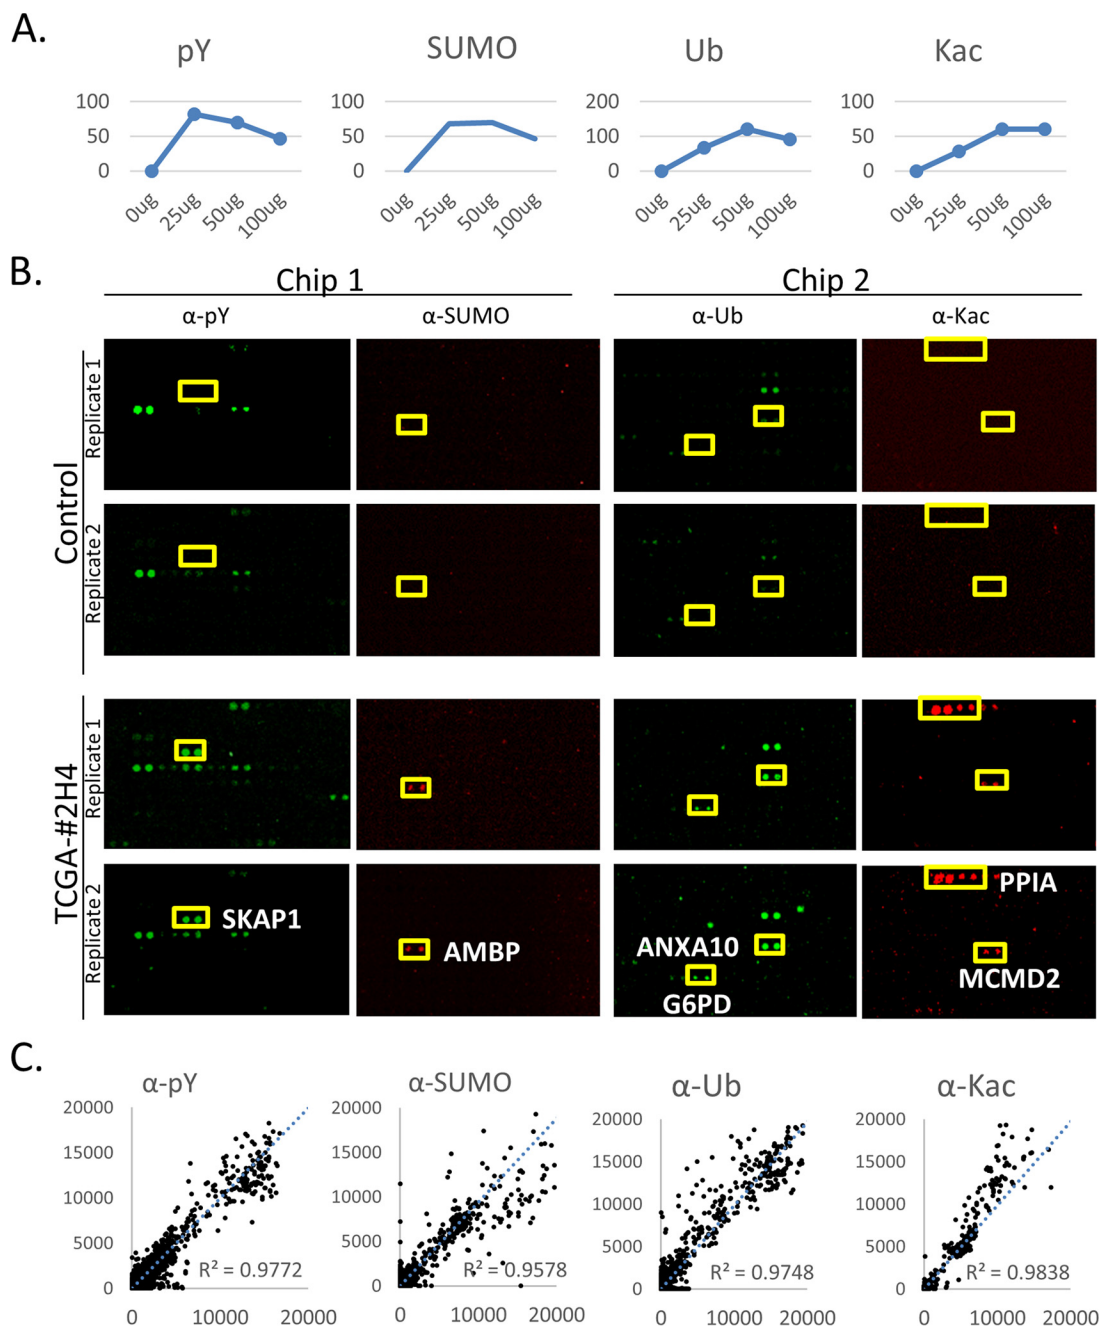 A.
pY SUMO Ub Kac
100 100 200 100
50 50 100 50
0 0 0 0
0ug 25ug 50ug 100ug 0ug 25ug 50ug 100ug 0ug 25ug 50ug 100ug 0ug 25ug 50ug 100ug
B.
Chip 1 Chip 2
α-pY α-SUMO α-Ub α-Kac
Control
Replicate 1
Replicate 2
TCGA-#2H4
Replicate 1
Replicate 2
SKAP1
AMBP
ANXA10
G6PD
PPIA
MCMD2
C.
α-pY α-SUMO α-Ub α-Kac
20000 20000 20000 20000
15000 15000 15000 15000
10000 10000 10000 10000
5000 5000 5000 5000
0 0 0 0
R² = 0.9772 R² = 0.9578 R² = 0.9748 R² = 0.9838
0 10000 20000 0 10000 20000 0 10000 20000 0 10000 20000